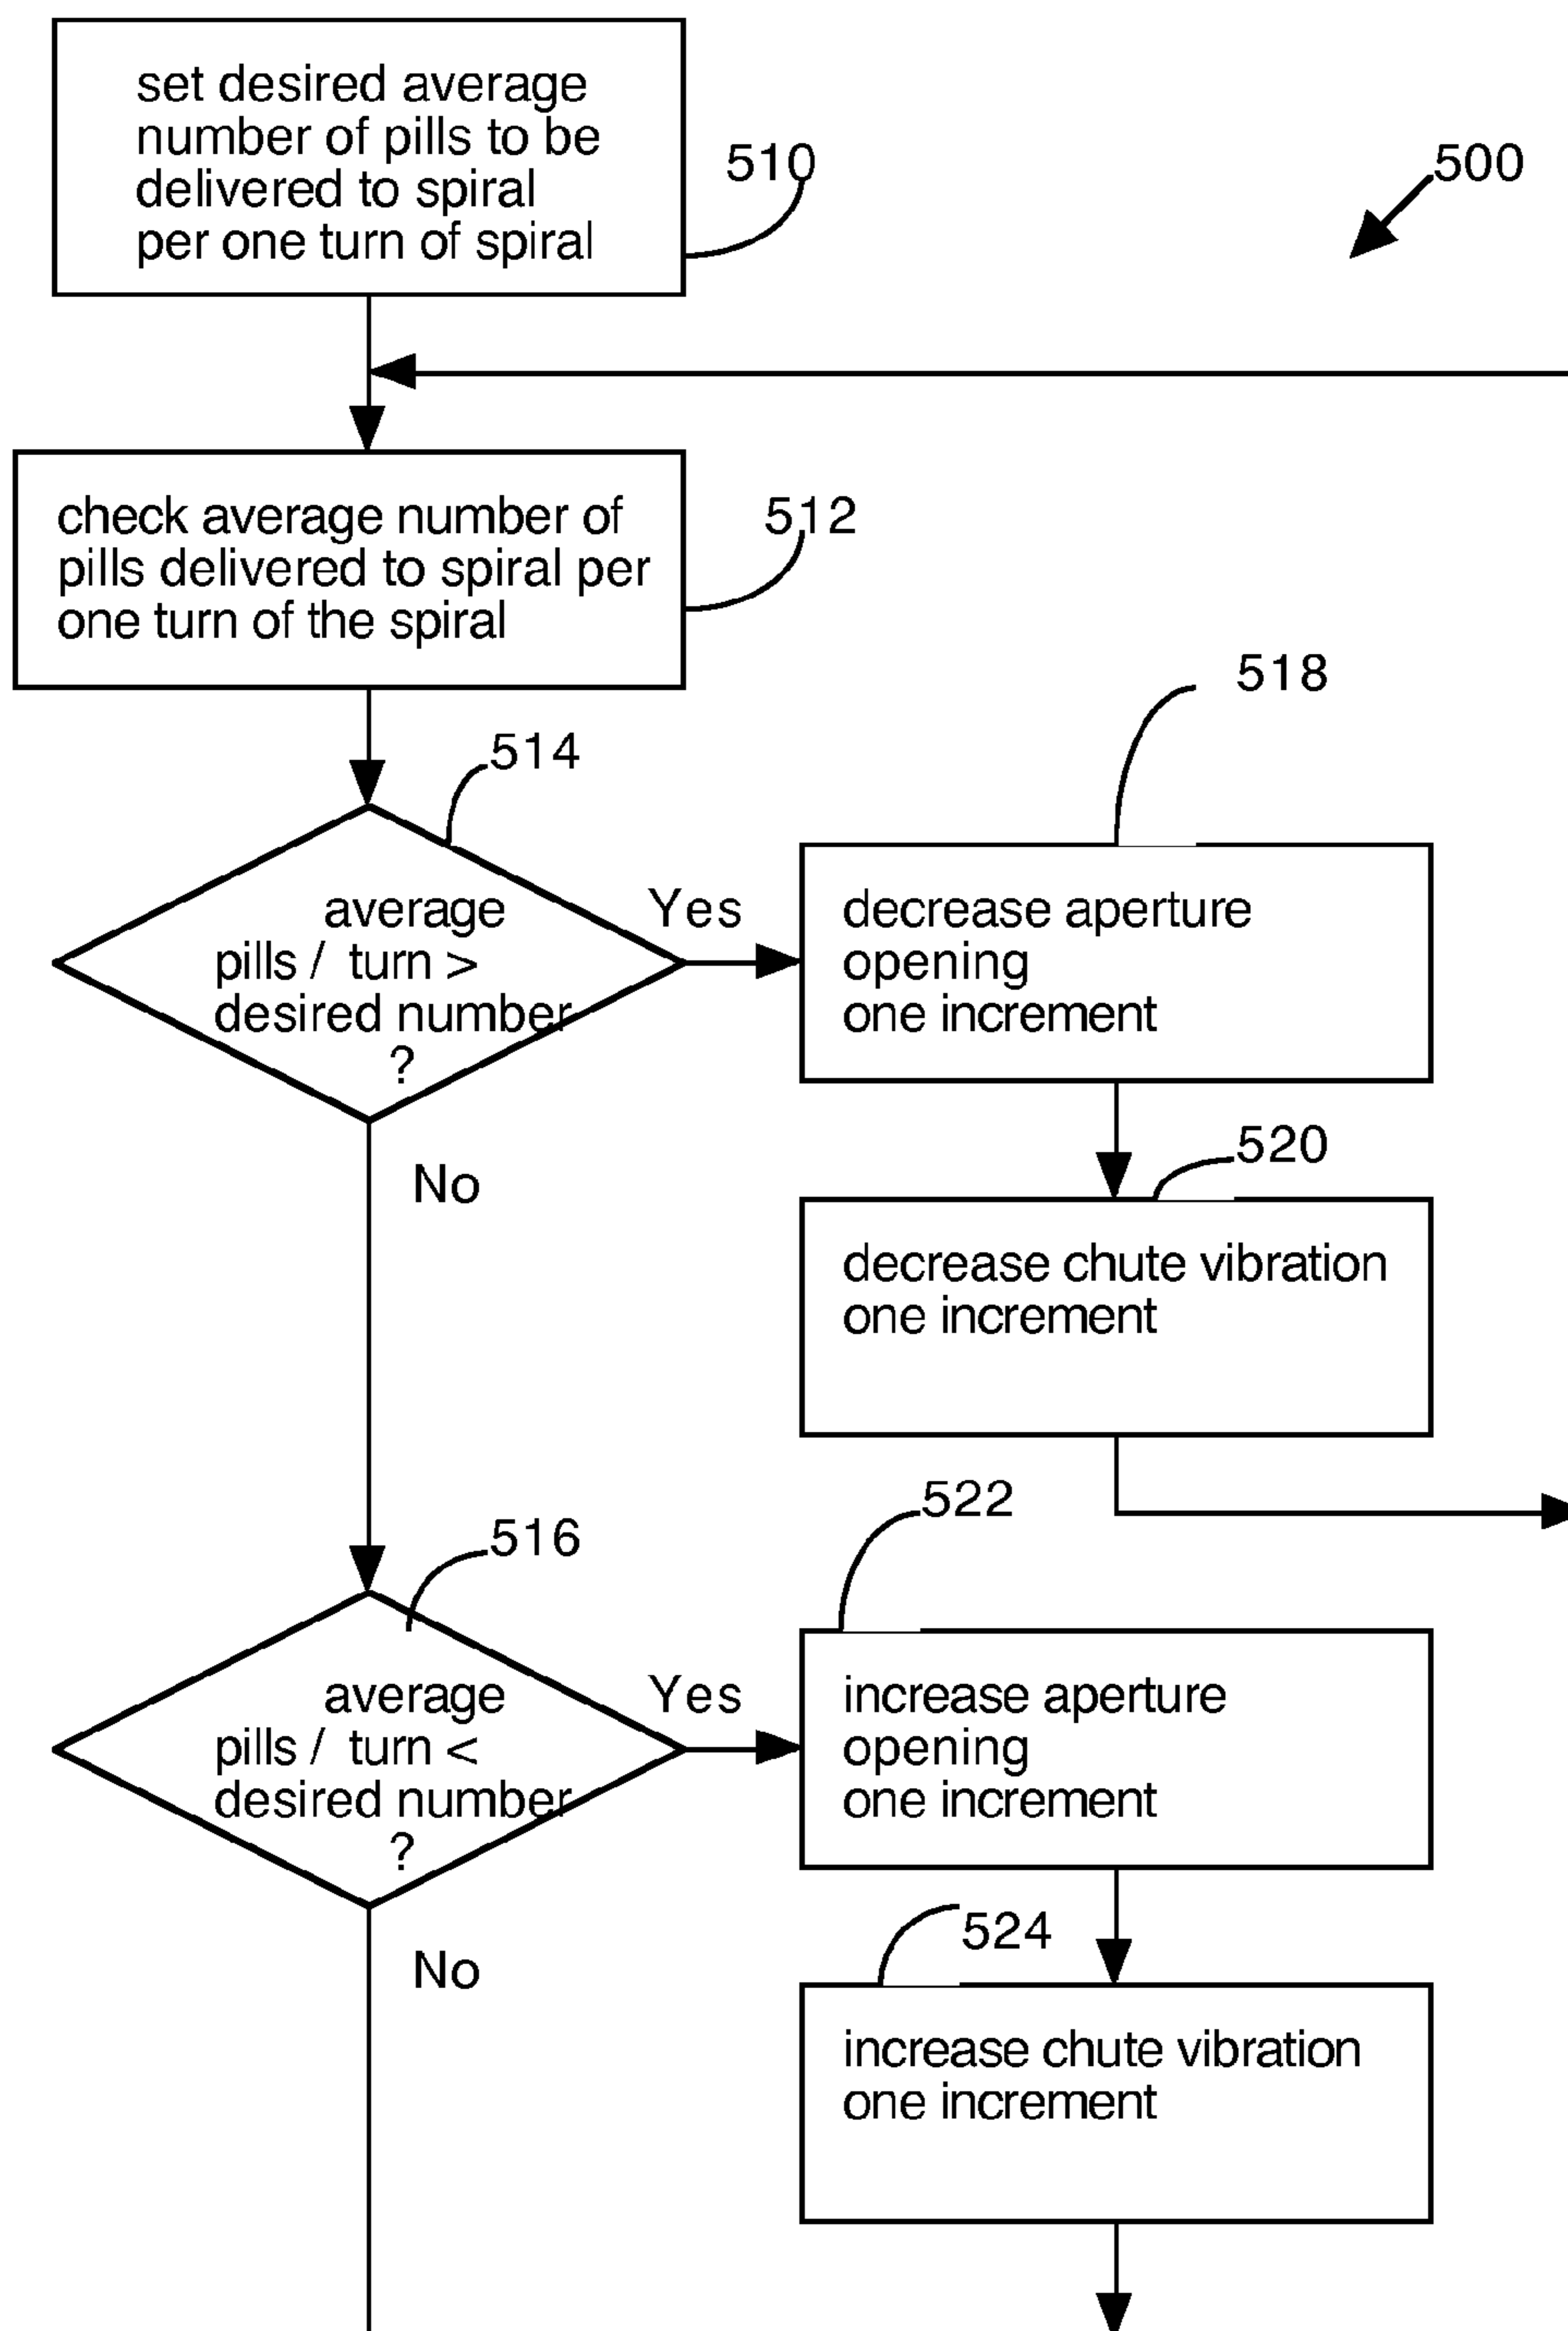 set desired average
number of pills to be
delivered to spiral
per one turn of spiral
510
500
check average number of
pills delivered to spiral per
one turn of the spiral
512
518
514
average
pills / turn >
desired number
?
Yes
decrease aperture
opening
one increment
No
520
decrease chute vibration
one increment
522
516
average
pills / turn <
desired number
?
Yes
increase aperture
opening
one increment
524
No
increase chute vibration
one increment